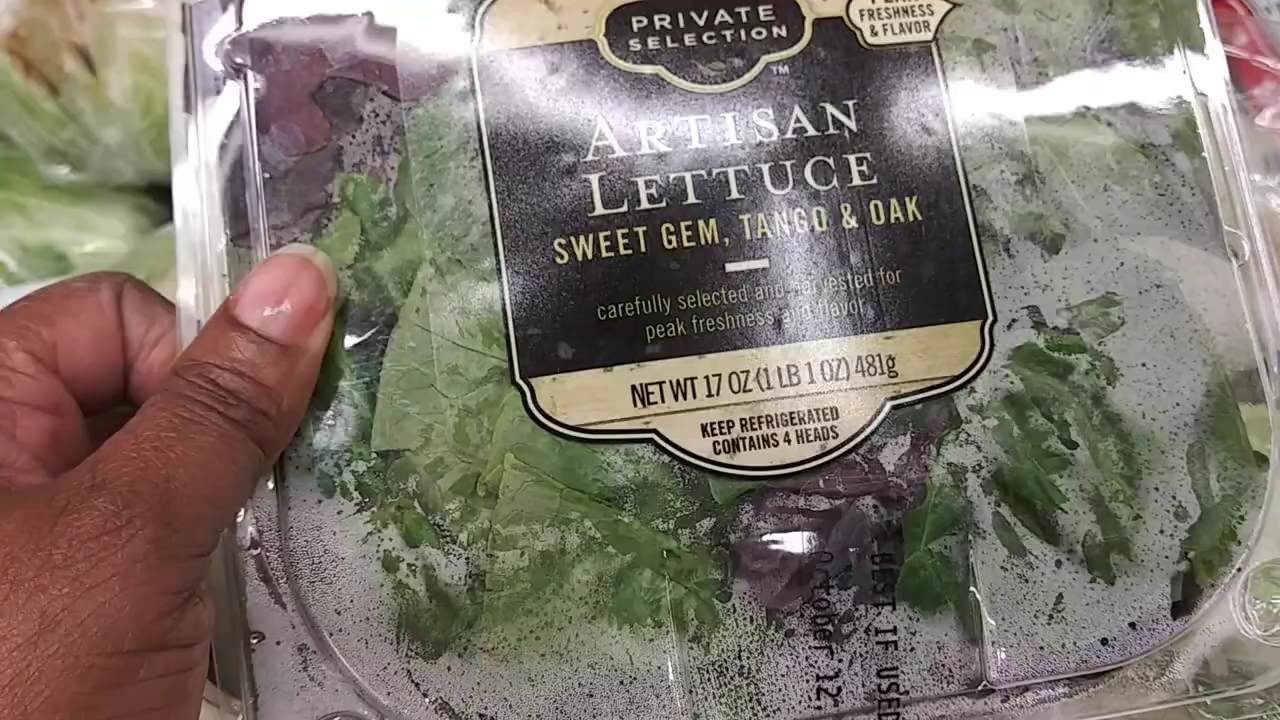 PRIVATE
SELECTION
TM
FRESHNESS
& FLAVOR
ARTISAN
LETTUCE
SWEET GEM, TANGO & OAK
carefully selected and harvested for
peak freshness and flavor
NET WT 17 OZ (1 LB 1 OZ) 481g
KEEP REFRIGERATED
CONTAINS 4 HEADS
BEST IF USED
October 12,